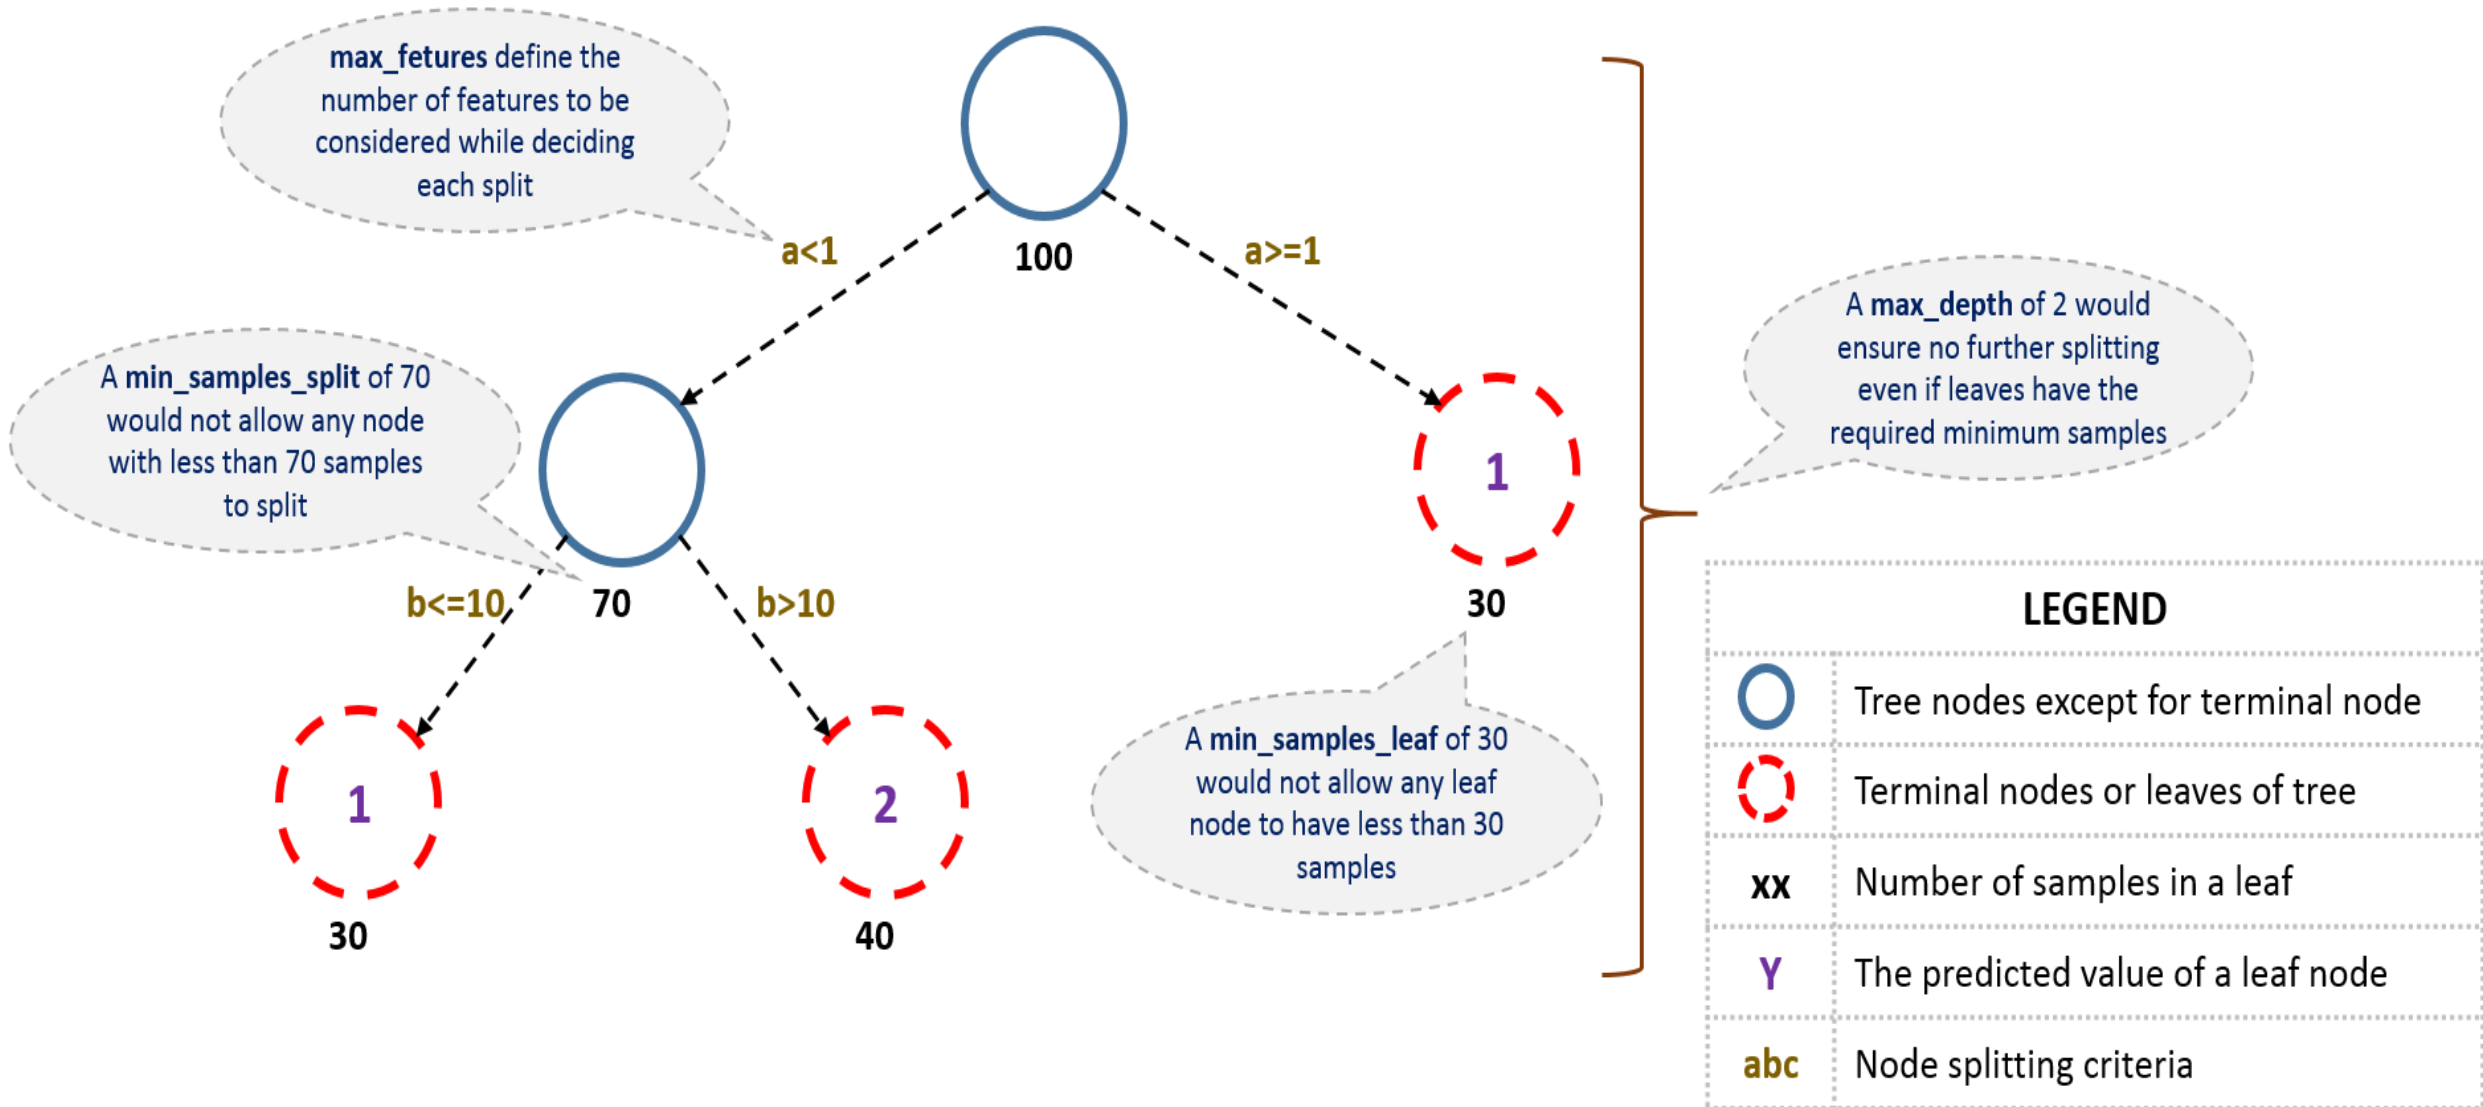 max_fetures define the
number of features to be
considered while deciding
each split
a<1
100
a>=1
A max_depth of 2 would
ensure no further splitting
even if leaves have the
required minimum samples
A min_samples_split of 70
would not allow any node
with less than 70 samples
to split
1
b<=10
70
b>10
30
1
2
30
40
A min_samples_leaf of 30
would not allow any leaf
node to have less than 30
samples
LEGEND
Tree nodes except for terminal node
Terminal nodes or leaves of tree
xx Number of samples in a leaf
Y The predicted value of a leaf node
abc Node splitting criteria